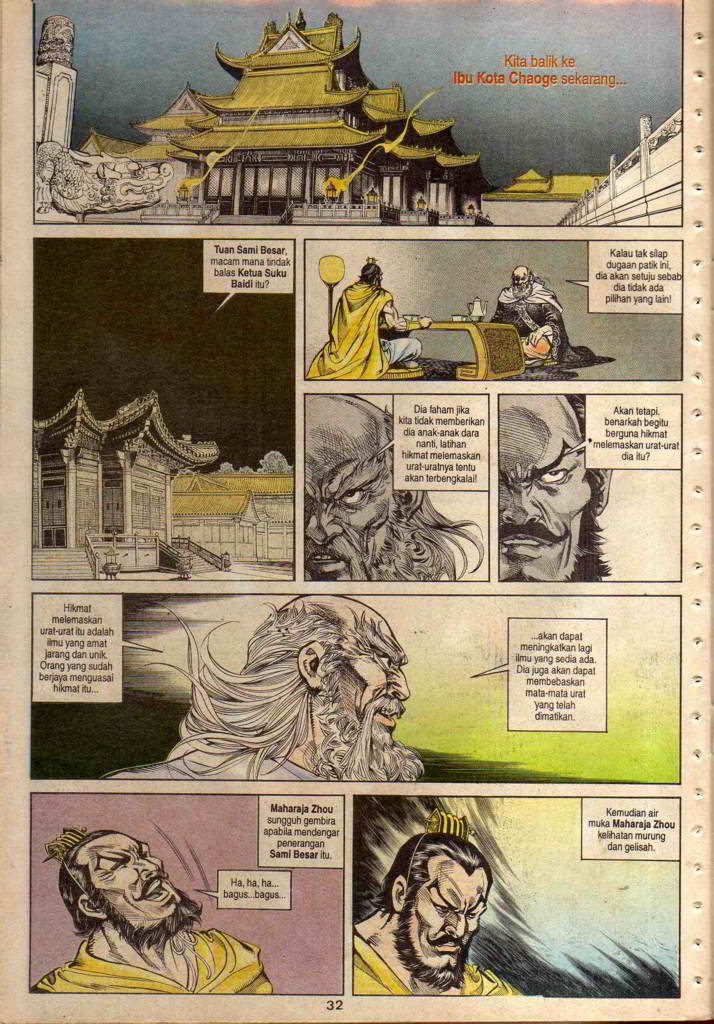 Kita balik ke
Ibu Kota Chaoge sekarang...
Tuan Sami Besar,
macam mana tindak
balas Ketua Suku
Baidi itu?
Kalau tak silap
dugaan patik ini,
dia akan setuju sebab
dia tidak ada
pilihan yang lain!
Dia faham jika
kita tidak memberikan
dia anak-anak dara
nanti, latihan
hikmat melemaskan
urat-uratnya tentu
akan terbengkalai!
Akan tetapi,
benarkah begitu
berguna hikmat
melemaskan urat-urat
dia itu?
Hikmat
melemaskan
urat-urat itu adalah
ilmu yang amat
jarang dan unik.
Orang yang sudah
berjaya menguasai
hikmat itu...
...akan dapat
meningkatkan lagi
ilmu yang sedia ada.
Dia juga akan dapat
membebaskan
mata-mata urat
yang telah
dimatikan.
Maharaja Zhou
sungguh gembira
apabila mendengar
penerangan
Sami Besar itu.
Ha, ha, ha...
bagus...bagus...
Kemudian air
muka Maharaja Zhou
kelihatan murung
dan gelisah.
32